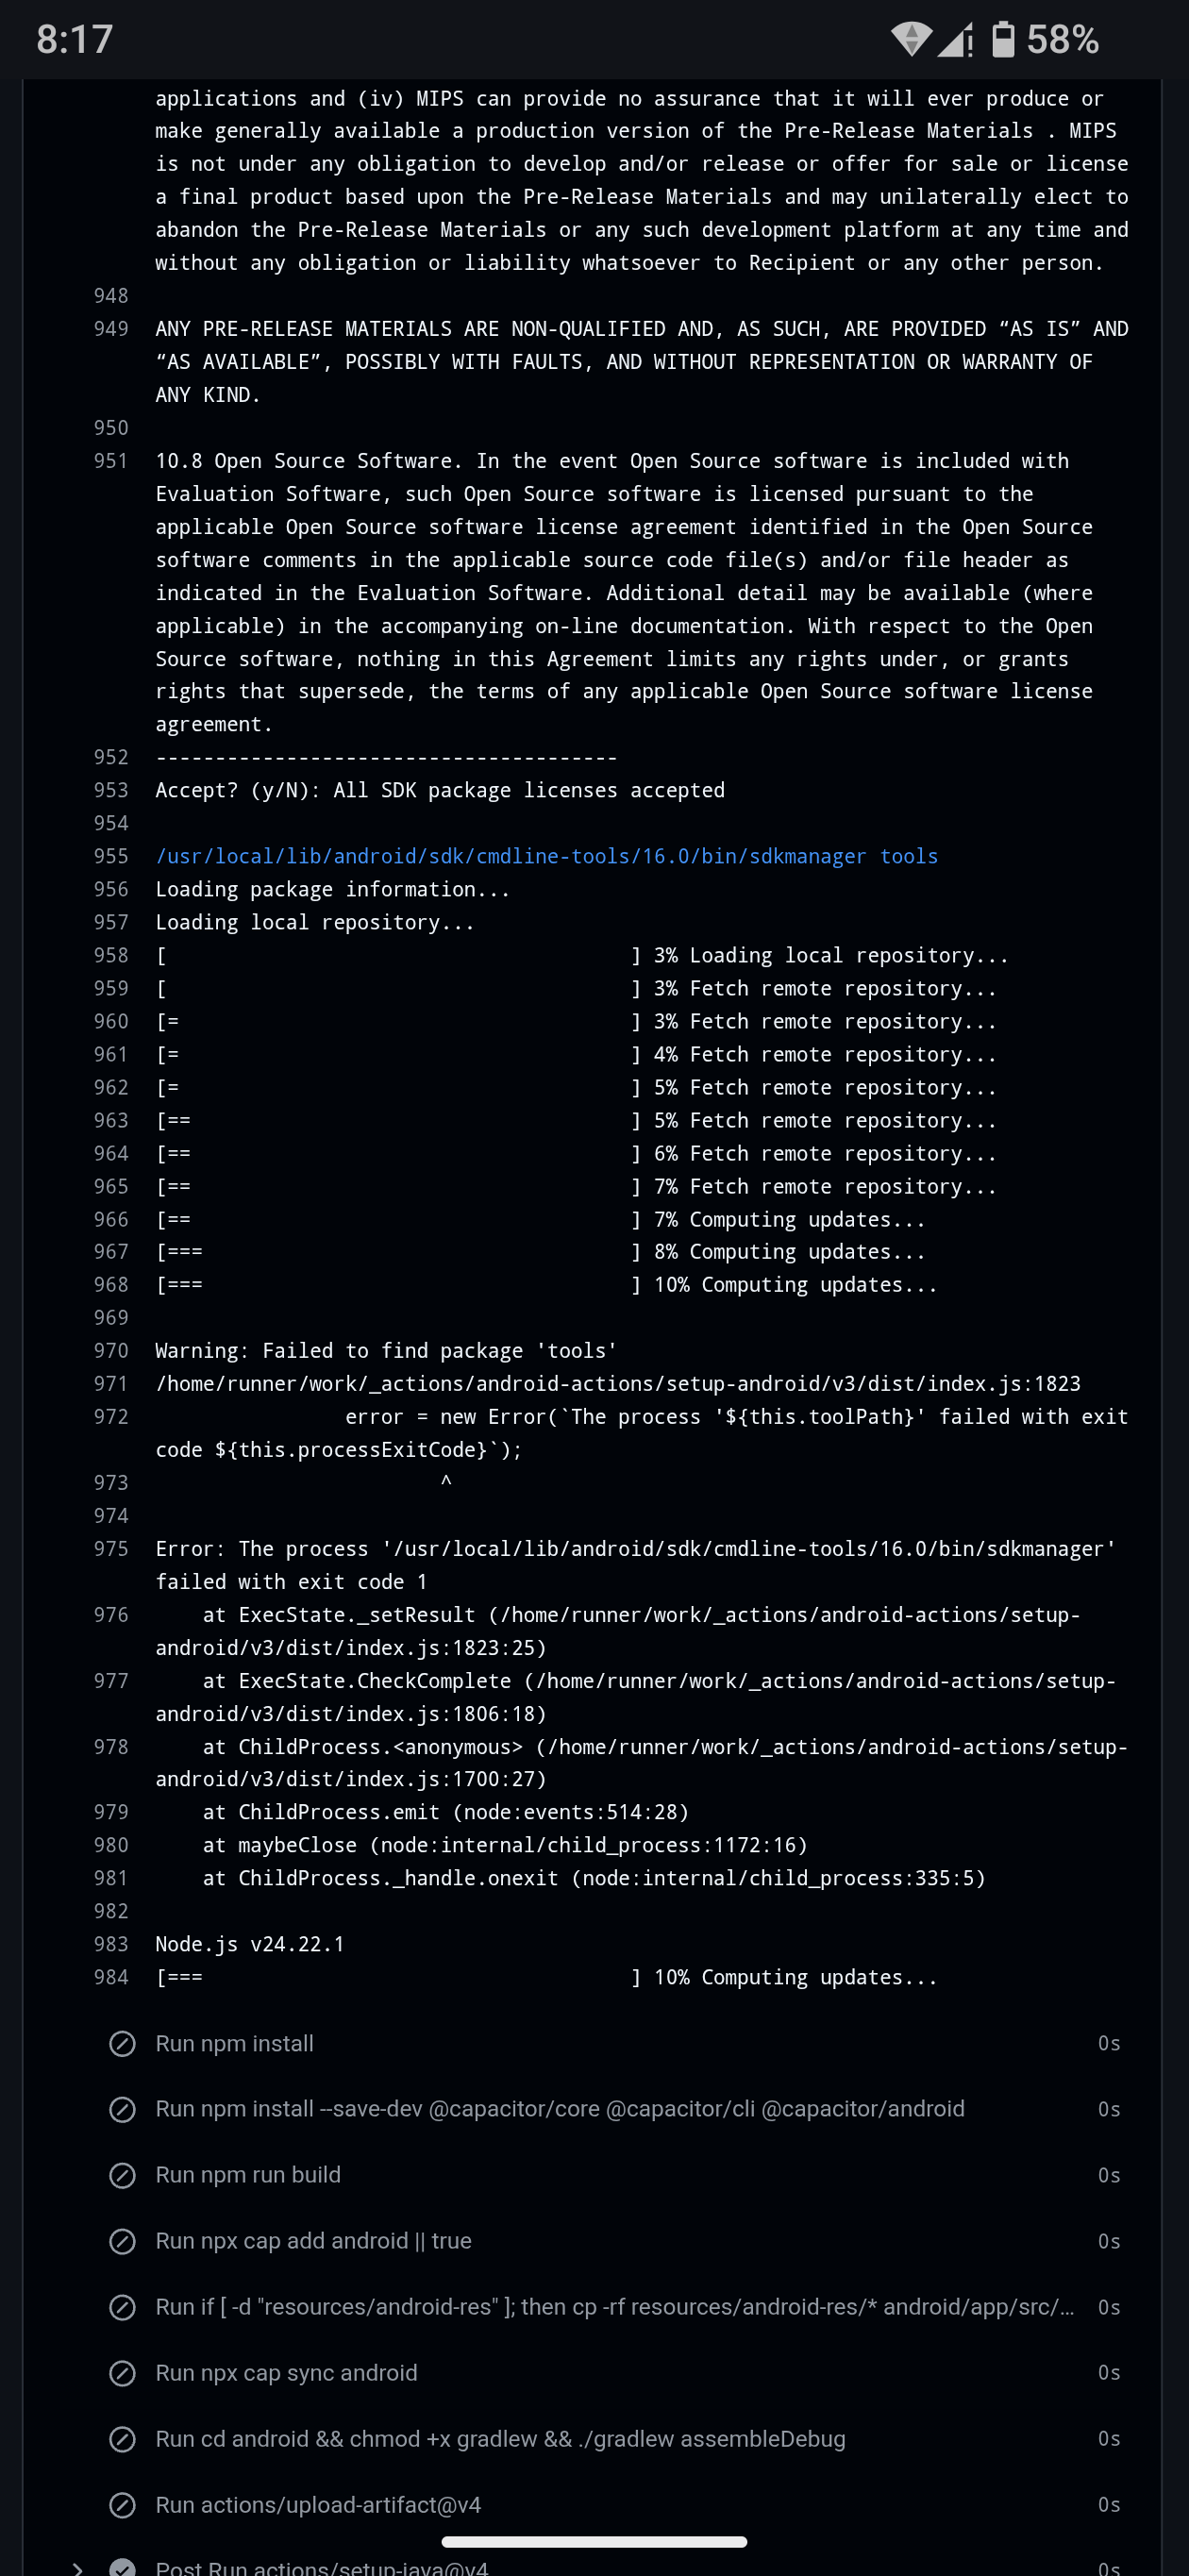 8:17 58%
applications and (iv) MIPS can provide no assurance that it will ever produce or
make generally available a production version of the Pre-Release Materials . MIPS
is not under any obligation to develop and/or release or offer for sale or license
a final product based upon the Pre-Release Materials and may unilaterally elect to
abandon the Pre-Release Materials or any such development platform at any time and
without any obligation or liability whatsoever to Recipient or any other person.
948
949 ANY PRE-RELEASE MATERIALS ARE NON-QUALIFIED AND, AS SUCH, ARE PROVIDED “AS IS” AND
“AS AVAILABLE”, POSSIBLY WITH FAULTS, AND WITHOUT REPRESENTATION OR WARRANTY OF
ANY KIND.
950
951 10.8 Open Source Software. In the event Open Source software is included with
Evaluation Software, such Open Source software is licensed pursuant to the
applicable Open Source software license agreement identified in the Open Source
software comments in the applicable source code file(s) and/or file header as
indicated in the Evaluation Software. Additional detail may be available (where
applicable) in the accompanying on-line documentation. With respect to the Open
Source software, nothing in this Agreement limits any rights under, or grants
rights that supersede, the terms of any applicable Open Source software license
agreement.
952 ---------------------------------------
953 Accept? (y/N): All SDK package licenses accepted
954
955 /usr/local/lib/android/sdk/cmdline-tools/16.0/bin/sdkmanager tools
956 Loading package information...
957 Loading local repository...
958 [                                       ] 3% Loading local repository...
959 [                                       ] 3% Fetch remote repository...
960 [=                                      ] 3% Fetch remote repository...
961 [=                                      ] 4% Fetch remote repository...
962 [=                                      ] 5% Fetch remote repository...
963 [==                                     ] 5% Fetch remote repository...
964 [==                                     ] 6% Fetch remote repository...
965 [==                                     ] 7% Fetch remote repository...
966 [==                                     ] 7% Computing updates...
967 [===                                    ] 8% Computing updates...
968 [===                                    ] 10% Computing updates...
969
970 Warning: Failed to find package 'tools'
971 /home/runner/work/_actions/android-actions/setup-android/v3/dist/index.js:1823
972                 error = new Error(`The process '${this.toolPath}' failed with exit
code ${this.processExitCode}`);
973                         ^
974
975 Error: The process '/usr/local/lib/android/sdk/cmdline-tools/16.0/bin/sdkmanager'
failed with exit code 1
976     at ExecState._setResult (/home/runner/work/_actions/android-actions/setup-
android/v3/dist/index.js:1823:25)
977     at ExecState.CheckComplete (/home/runner/work/_actions/android-actions/setup-
android/v3/dist/index.js:1806:18)
978     at ChildProcess.<anonymous> (/home/runner/work/_actions/android-actions/setup-
android/v3/dist/index.js:1700:27)
979     at ChildProcess.emit (node:events:514:28)
980     at maybeClose (node:internal/child_process:1172:16)
981     at ChildProcess._handle.onexit (node:internal/child_process:335:5)
982
983 Node.js v24.22.1
984 [===                                    ] 10% Computing updates...
Run npm install 0s
Run npm install --save-dev @capacitor/core @capacitor/cli @capacitor/android 0s
Run npm run build 0s
Run npx cap add android || true 0s
Run if [ -d "resources/android-res" ]; then cp -rf resources/android-res/* android/app/src/... 0s
Run npx cap sync android 0s
Run cd android && chmod +x gradlew && ./gradlew assembleDebug 0s
Run actions/upload-artifact@v4 0s
Post Run actions/setup-java@v4 0s